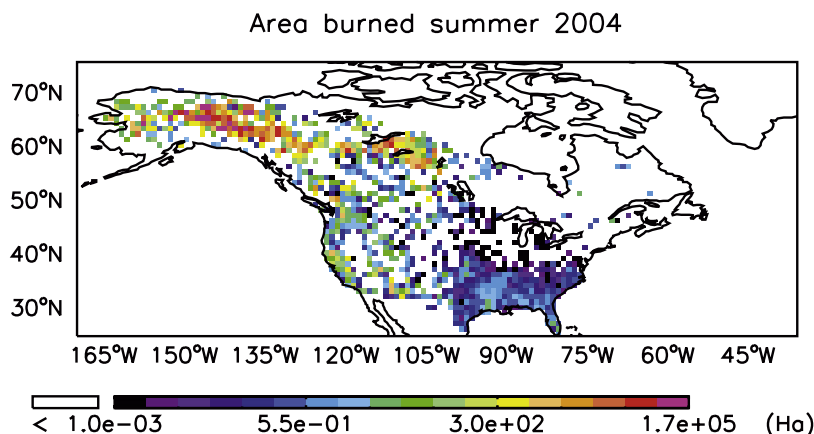 Area burned summer 2004
70°N
60°N
50°N
40°N
30°N
165°W 150°W 135°W 120°W 105°W 90°W 75°W 60°W 45°W
< 1.0e−03 5.5e−01 3.0e+02 1.7e+05 (Ha)